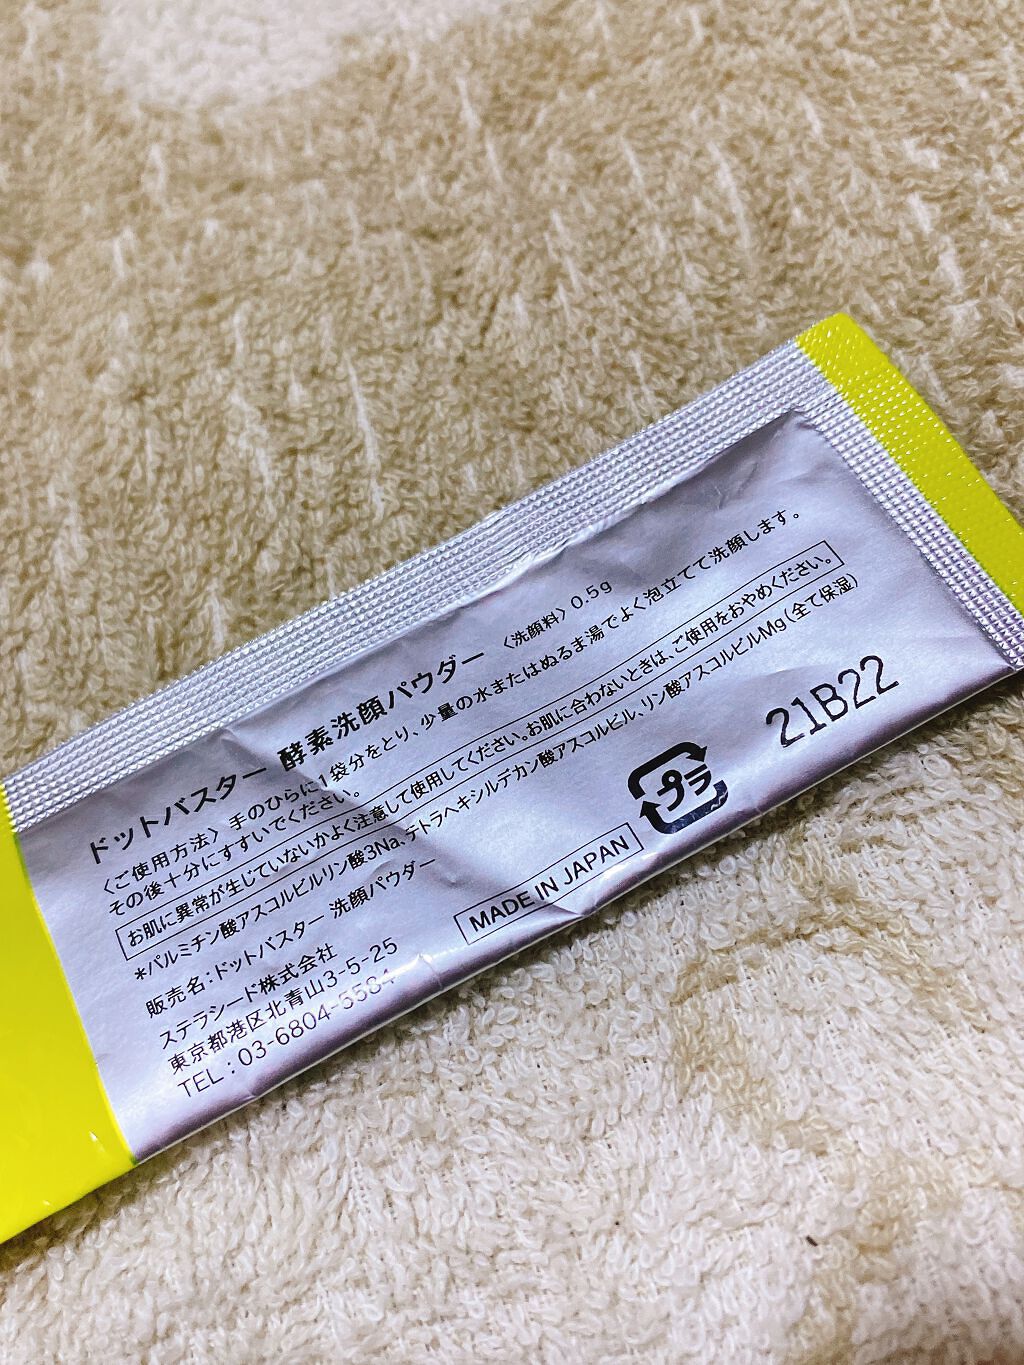 ドットバスター 酵素洗顔パウダー 〈洗顔料〉 0.5g
〈ご使用方法〉 手のひらに1袋分をとり、少量の水またはぬるま湯でよく泡立てて洗顔します。
その後十分にすすいでください。
お肌に異常が生じていないかよく注意して使用してください。お肌に合わないときは、ご使用をおやめください。
*パルミチン酸アスコルビルリン酸3Na、テトラヘキシルデカン酸アスコルビル、リン酸アスコルビルMg(全て保湿)
販売名:ドットバスター 洗顔パウダー
ステラシード株式会社
東京都港区北青山3-5-25
TEL : 03-6804-5584
MADE IN JAPAN
プラ
21B22